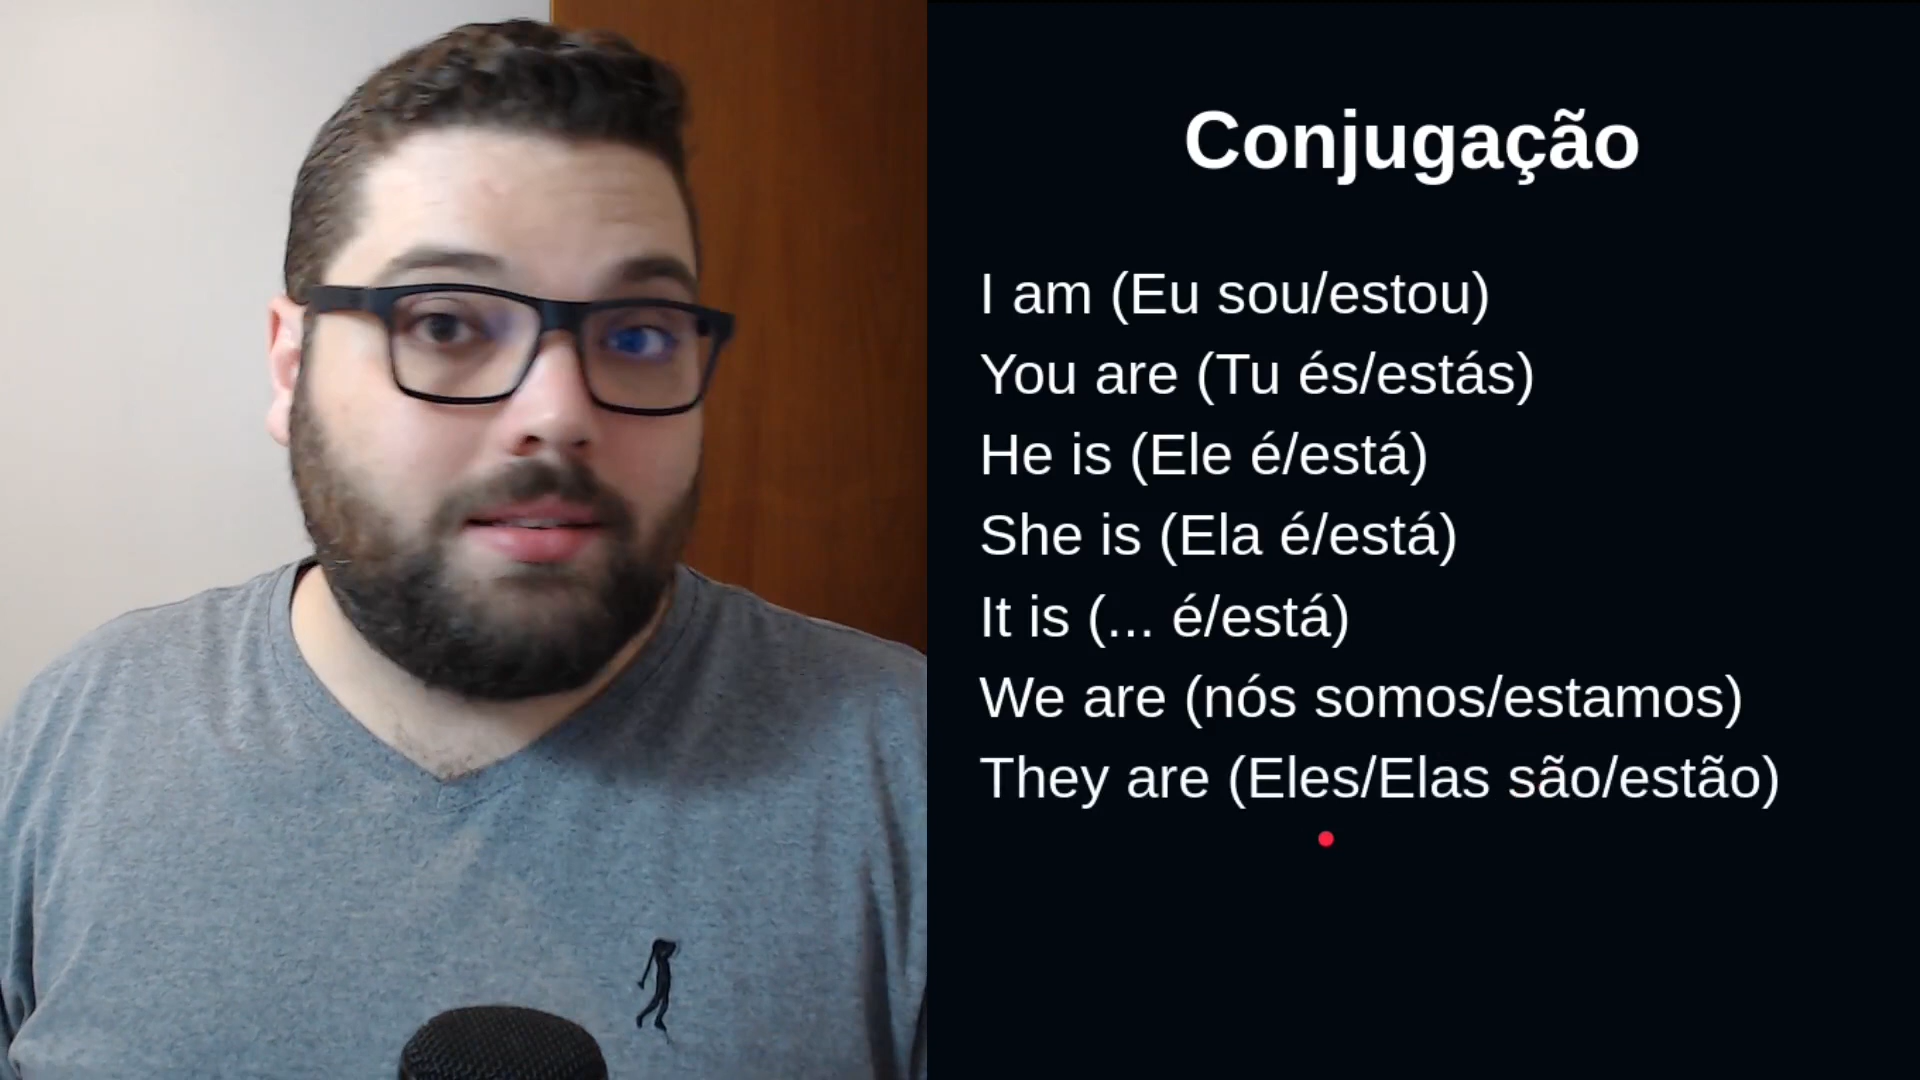 Conjugação
I am (Eu sou/estou)
You are (Tu és/estás)
He is (Ele é/está)
She is (Ela é/está)
It is (... é/está)
We are (nós somos/estamos)
They are (Eles/Elas são/estão)